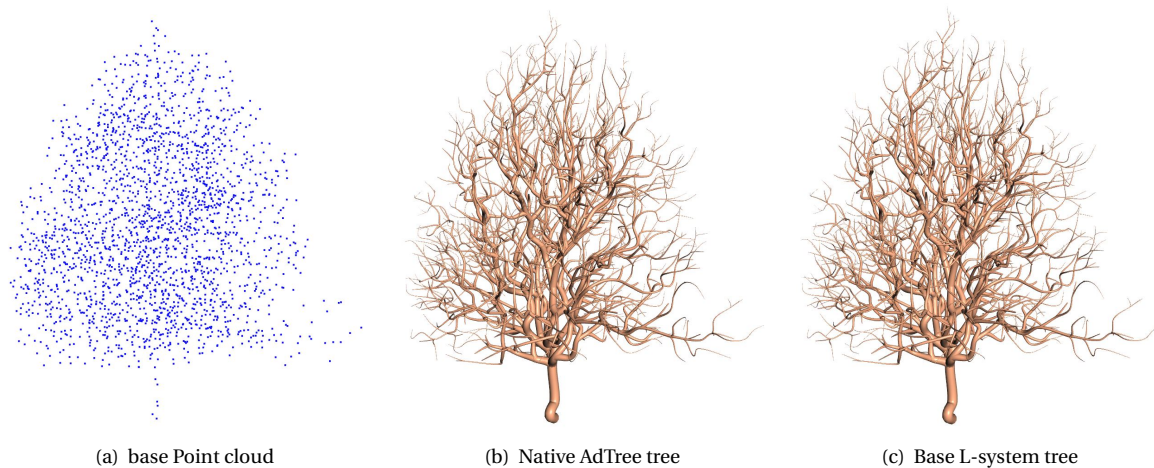 (a) base Point cloud
(b) Native AdTree tree
(c) Base L-system tree